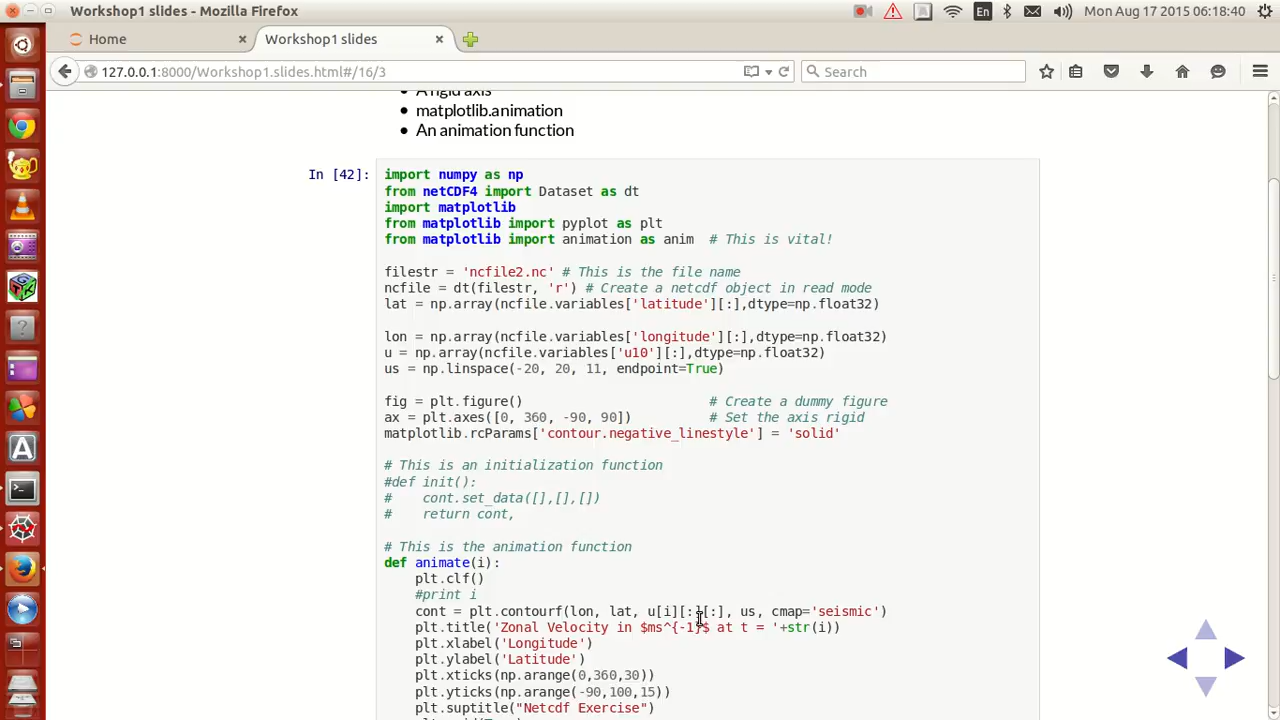 Workshop1 slides - Mozilla Firefox
En
Mon Aug 17 2015 06:18:40
Home
Workshop1 slides
127.0.0.1:8000/Workshop1.slides.html#/16/3
Search
A rigid axis
matplotlib.animation
An animation function
In [42]:
import numpy as np
from netCDF4 import Dataset as dt
import matplotlib
from matplotlib import pyplot as plt
from matplotlib import animation as anim  # This is vital!
filestr = 'ncfile2.nc' # This is the file name
ncfile = dt(filestr, 'r') # Create a netcdf object in read mode
lat = np.array(ncfile.variables['latitude'][:],dtype=np.float32)
lon = np.array(ncfile.variables['longitude'][:],dtype=np.float32)
u = np.array(ncfile.variables['u10'][:],dtype=np.float32)
us = np.linspace(-20, 20, 11, endpoint=True)
fig = plt.figure()                        # Create a dummy figure
ax = plt.axes([0, 360, -90, 90])          # Set the axis rigid
matplotlib.rcParams['contour.negative_linestyle'] = 'solid'
# This is an initialization function
#def init():
#    cont.set_data([],[],[])
#    return cont,
# This is the animation function
def animate(i):
    plt.clf()
    #print i
    cont = plt.contourf(lon, lat, u[i][:][:], us, cmap='seismic')
    plt.title('Zonal Velocity in $ms^{-1}$ at t = '+str(i))
    plt.xlabel('Longitude')
    plt.ylabel('Latitude')
    plt.xticks(np.arange(0,360,30))
    plt.yticks(np.arange(-90,100,15))
    plt.suptitle("Netcdf Exercise")